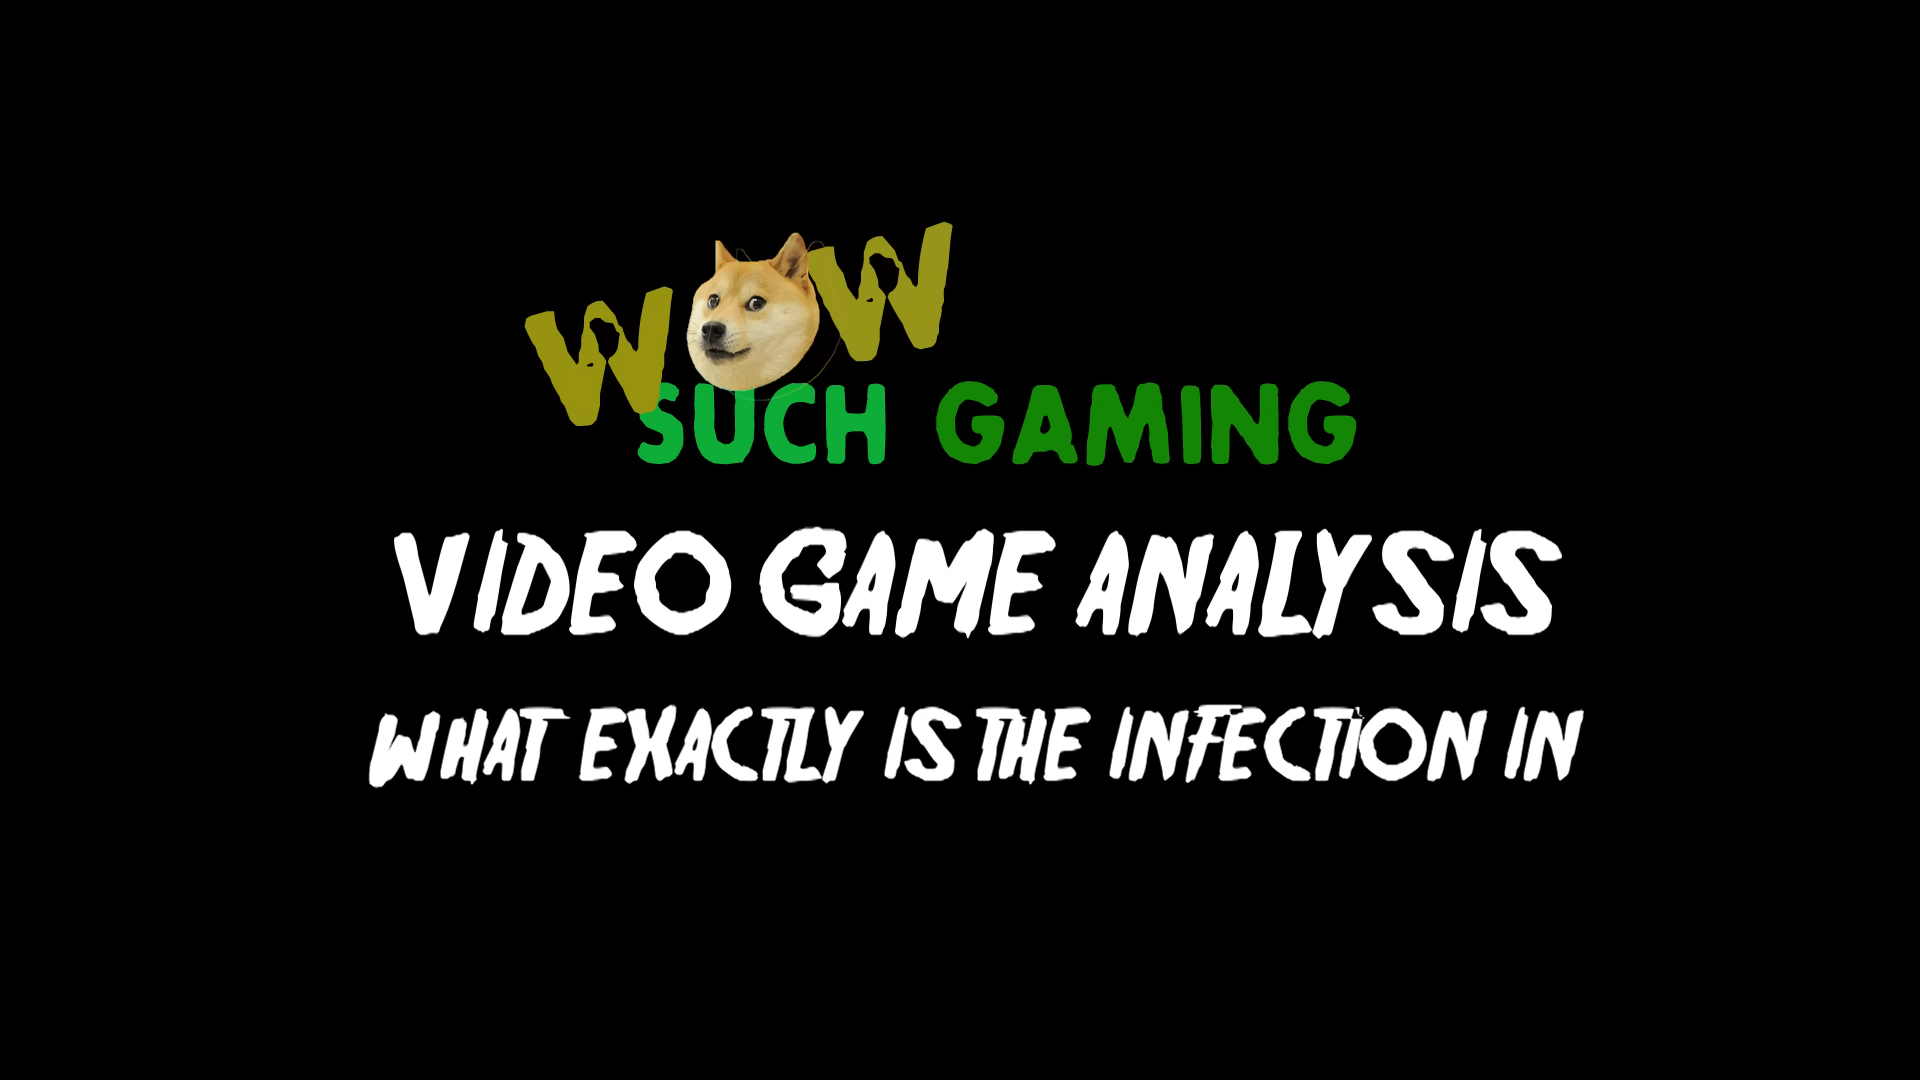 WOW
SUCH GAMING
VIDEO GAME ANALYSIS
WHAT EXACTLY IS THE INFECTION IN